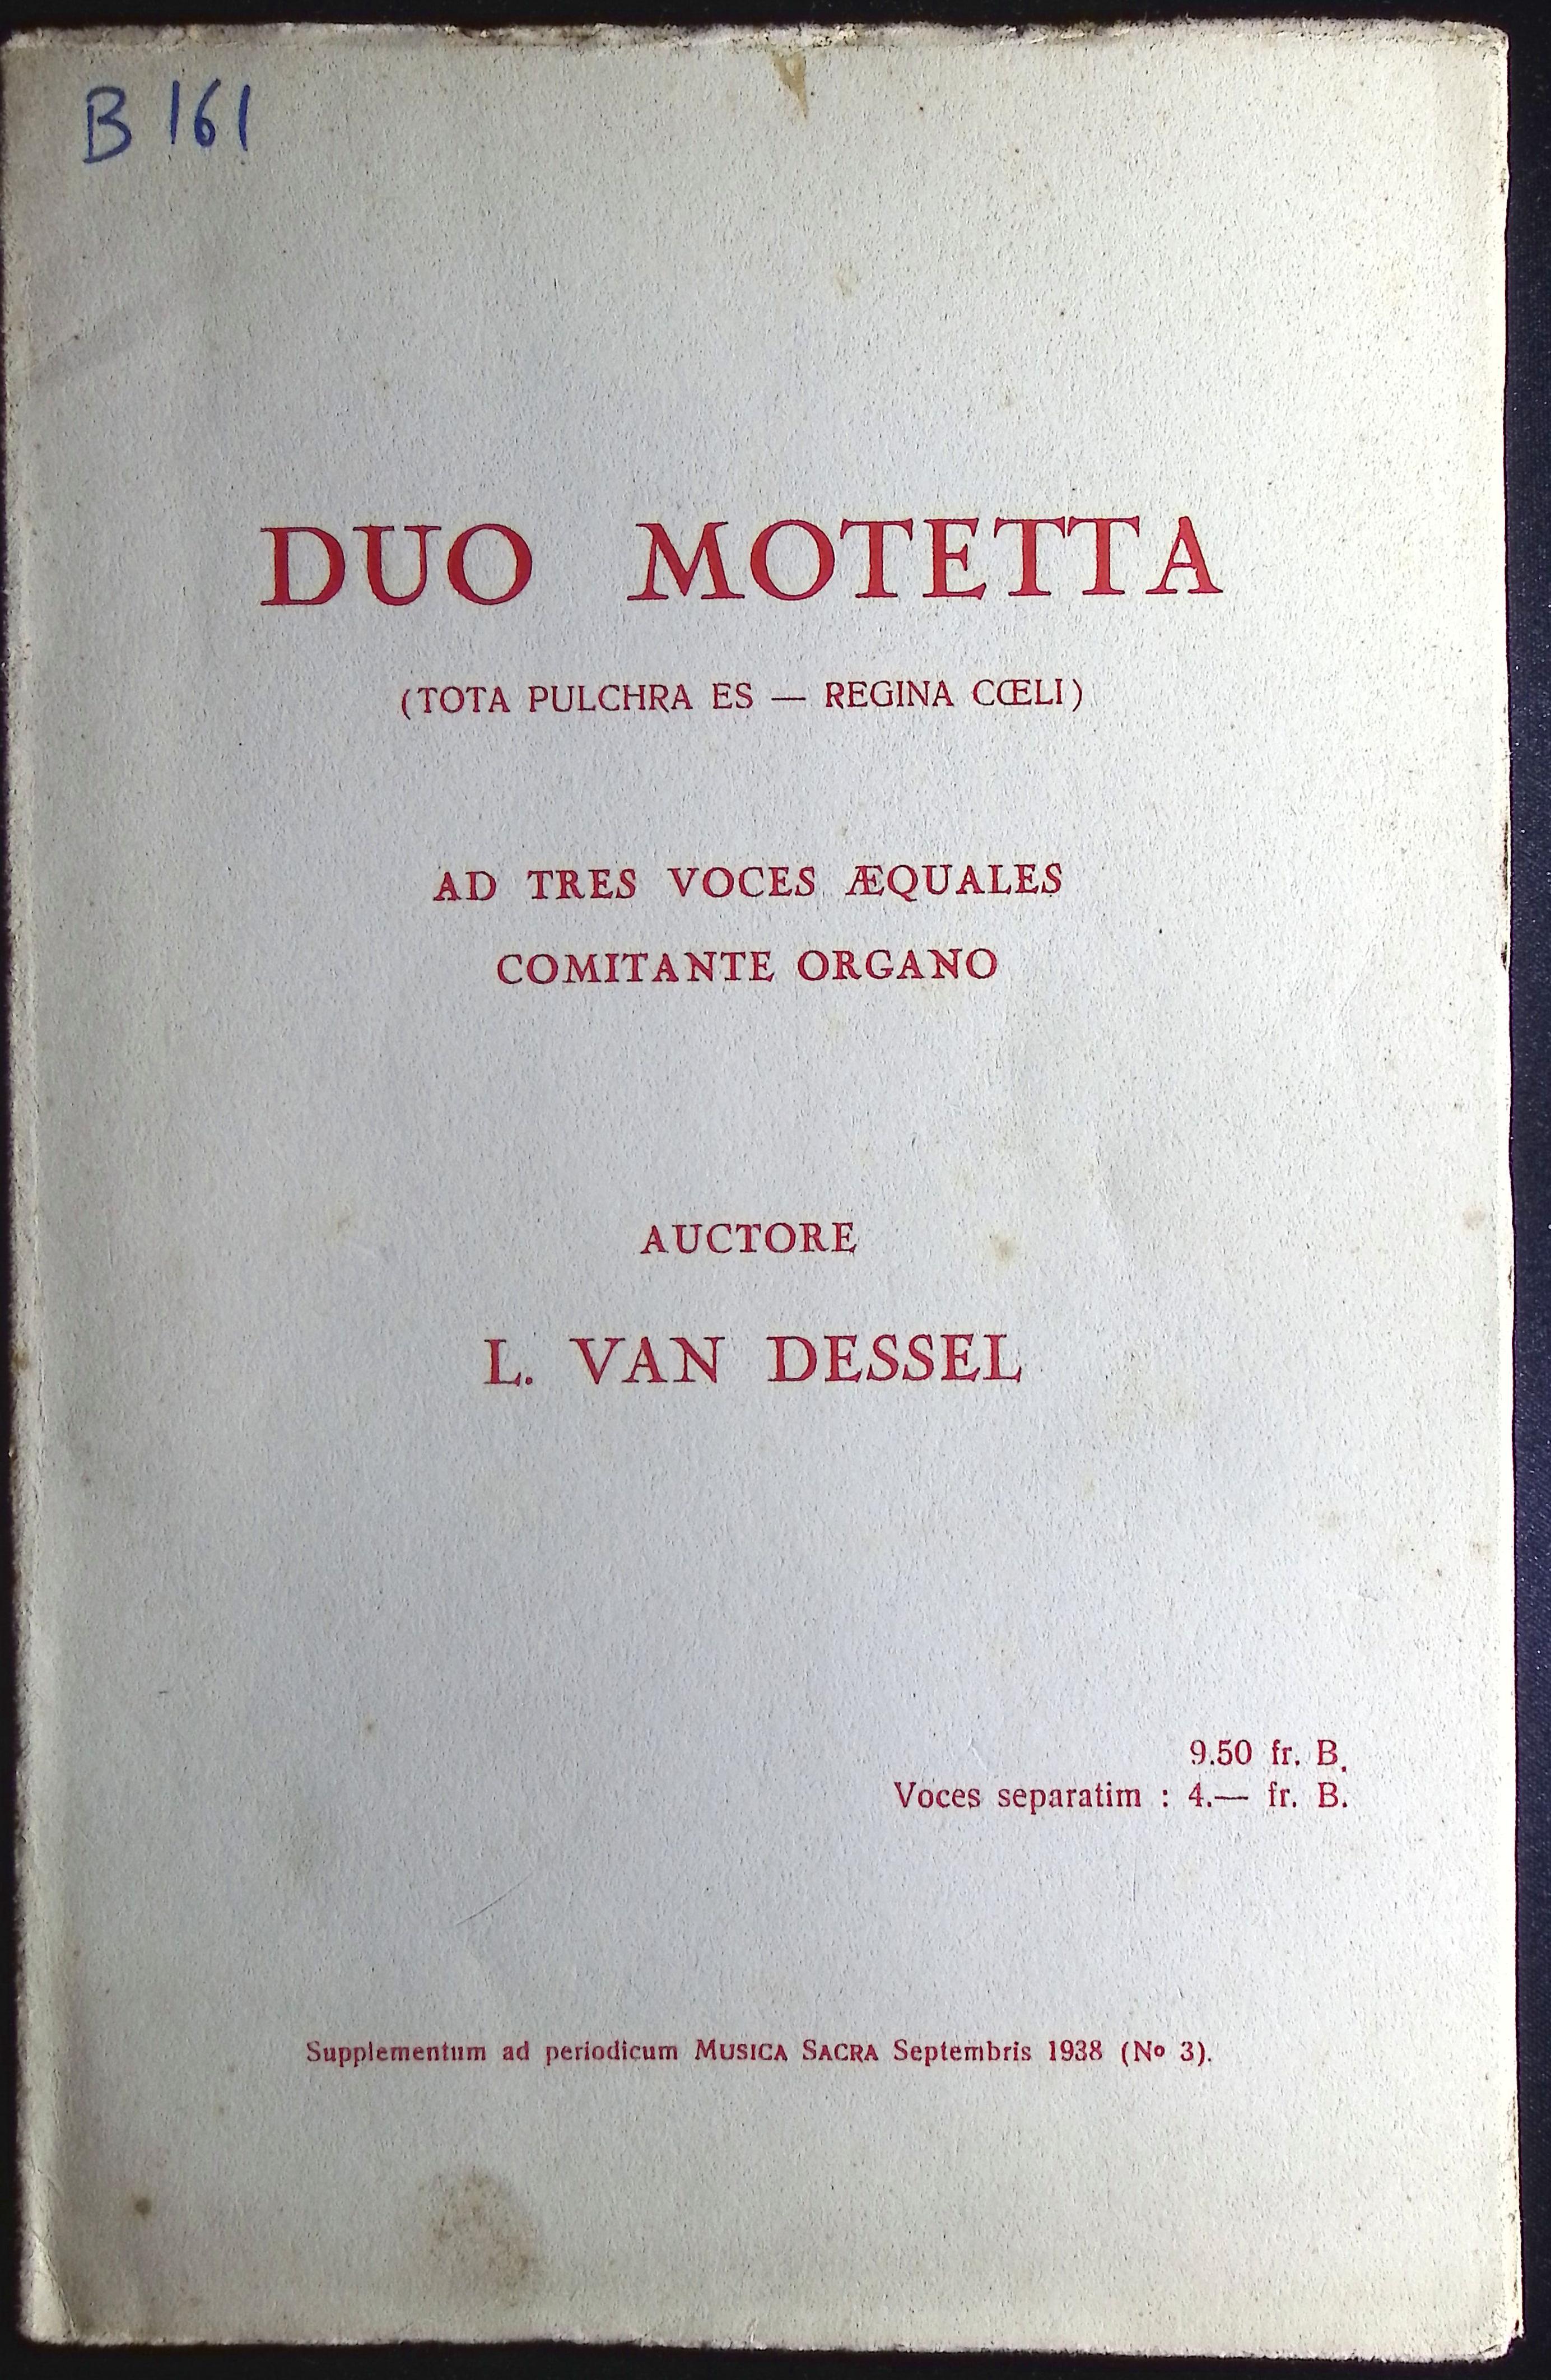 B 161
DUO MOTETTA
(TOTA PULCHRA ES — REGINA CŒLI)
AD TRES VOCES ÆQUALES
COMITANTE ORGANO
AUCTORE
L. VAN DESSEL
9.50 fr. B.
Voces separatim : 4.— fr. B.
Supplementum ad periodicum MUSICA SACRA Septembris 1938 (Nº 3).